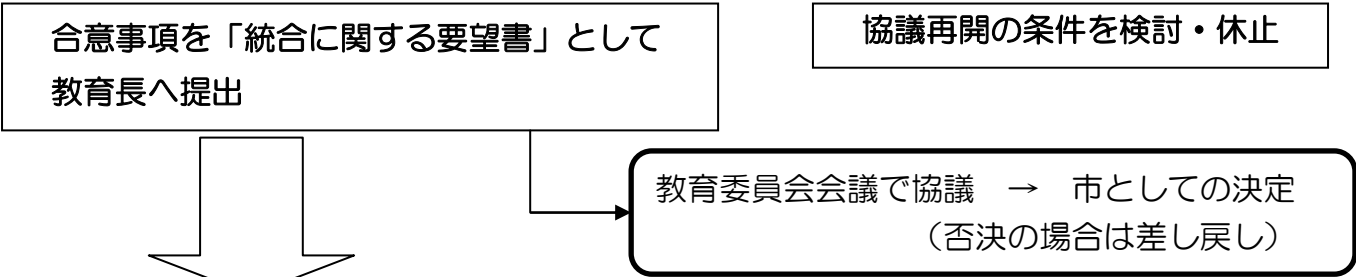 合意事項を「統合に関する要望書」として
教育長へ提出
協議再開の条件を検討・休止
教育委員会会議で協議　→　市としての決定
（否決の場合は差し戻し）